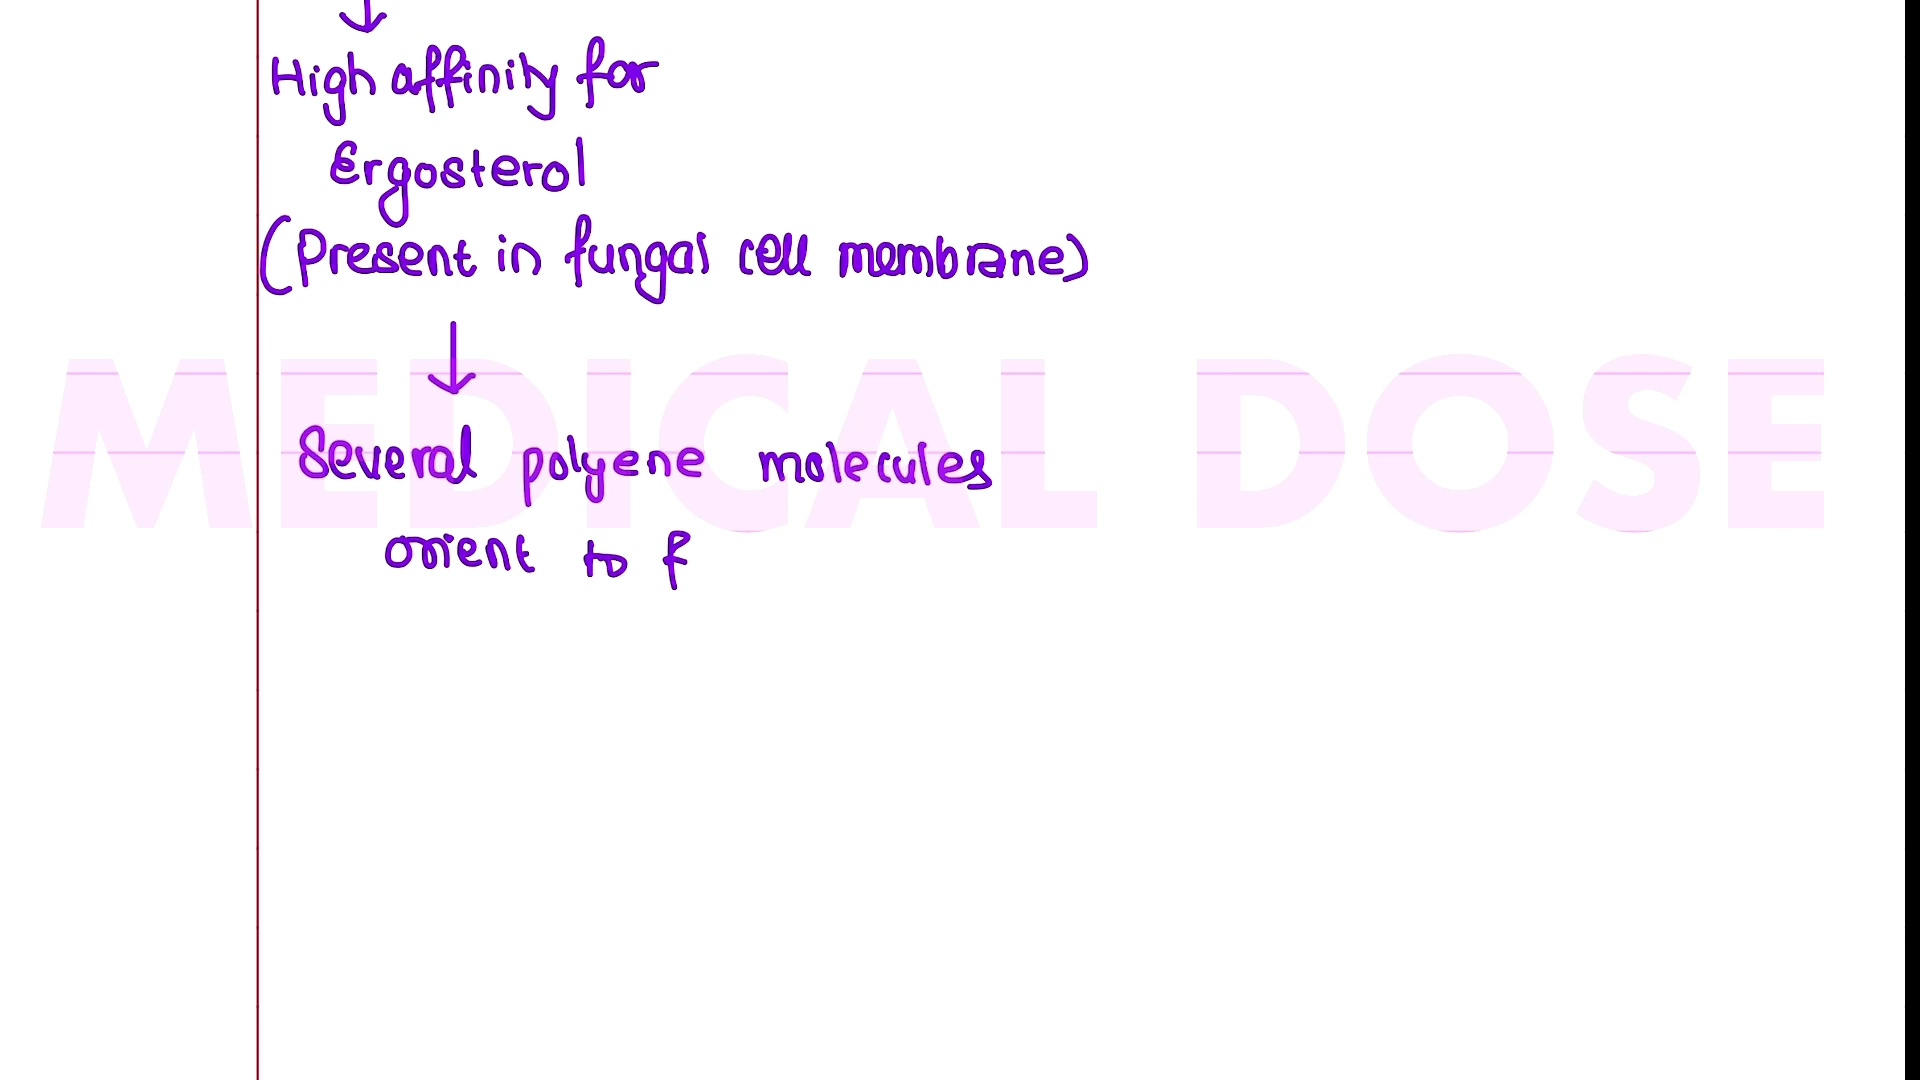 High affinity for
Ergosterol
(Present in fungal cell membrane)
MEDICAL DOSE
Several polyene molecules
orient to f